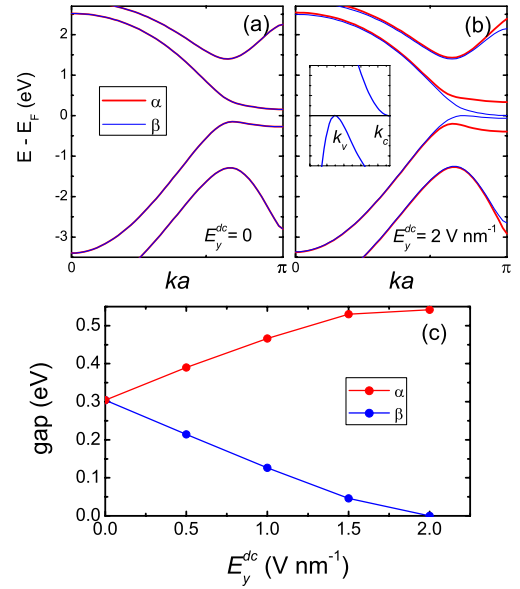 (a)
(b)
E - E_F (eV)
2
1
0
-1
-2
-3
α
β
k_v
k_c
E_y^dc = 0
E_y^dc = 2 V nm⁻¹
0
π
0
π
ka
ka
(c)
gap (eV)
0.5
0.4
0.3
0.2
0.1
0.0
α
β
0.0
0.5
1.0
1.5
2.0
E_y^dc (V nm⁻¹)